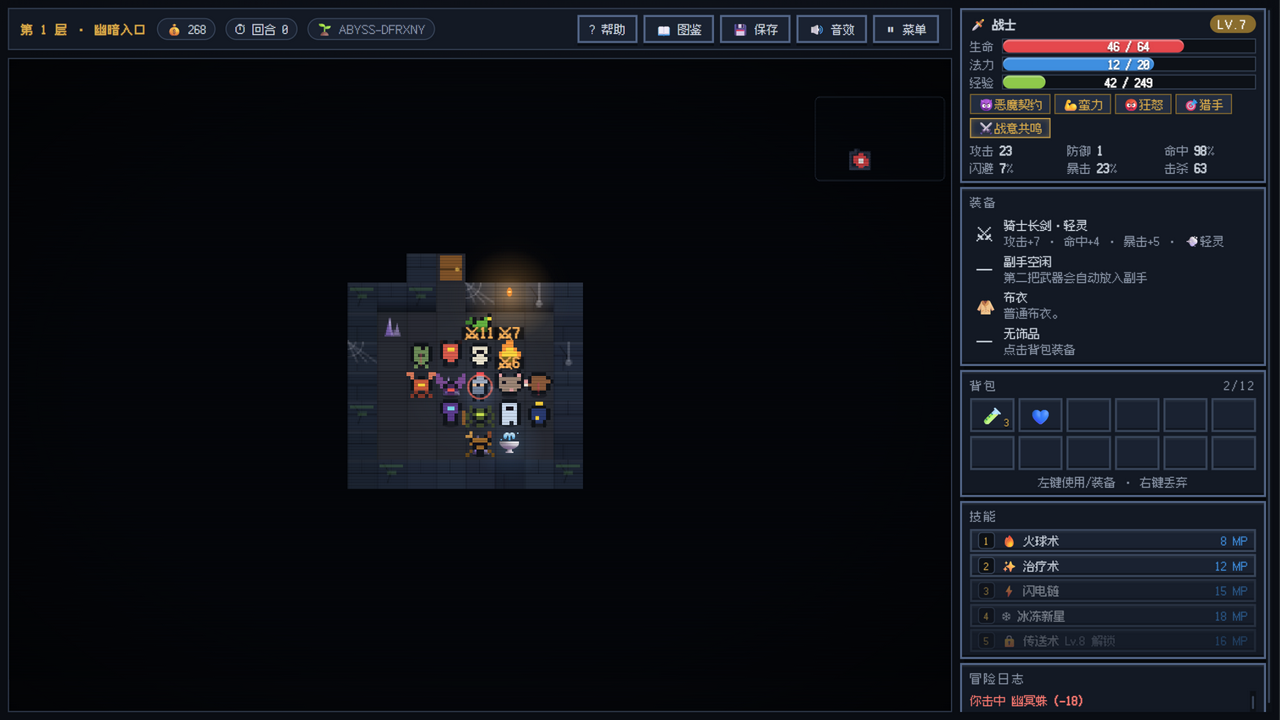 第 1 层 · 幽暗入口
268
回合 0
ABYSS-DFRXNY
? 帮助
图鉴
保存
音效
菜单
11
7
6
战士
LV.7
生命
46 / 64
法力
12 / 20
经验
42 / 249
恶魔契约
蛮力
狂怒
猎手
战意共鸣
攻击 23
防御 1
命中 98%
闪避 7%
暴击 23%
击杀 63
装备
骑士长剑·轻灵
攻击+7 · 命中+4 · 暴击+5 · 轻灵
副手空闲
第二把武器会自动放入副手
布衣
普通布衣。
无饰品
点击背包装备
背包
2/12
3
左键使用/装备 · 右键丢弃
技能
1 火球术 8 MP
2 治疗术 12 MP
3 闪电链 15 MP
4 冰冻新星 18 MP
5 传送术 Lv.8 解锁 16 MP
冒险日志
你击中 幽冥蛛 (-18)